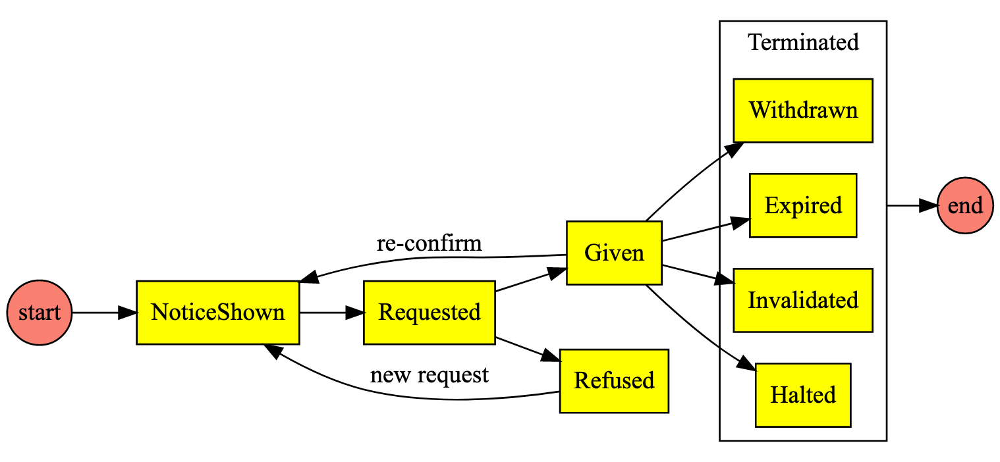 Terminated
Withdrawn
Expired
end
re-confirm
Given
start
NoticeShown
Requested
Invalidated
new request
Refused
Halted